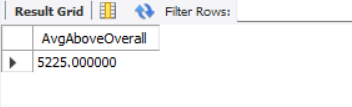 Result Grid Filter Rows:
AvgAboveOverall
5225.000000